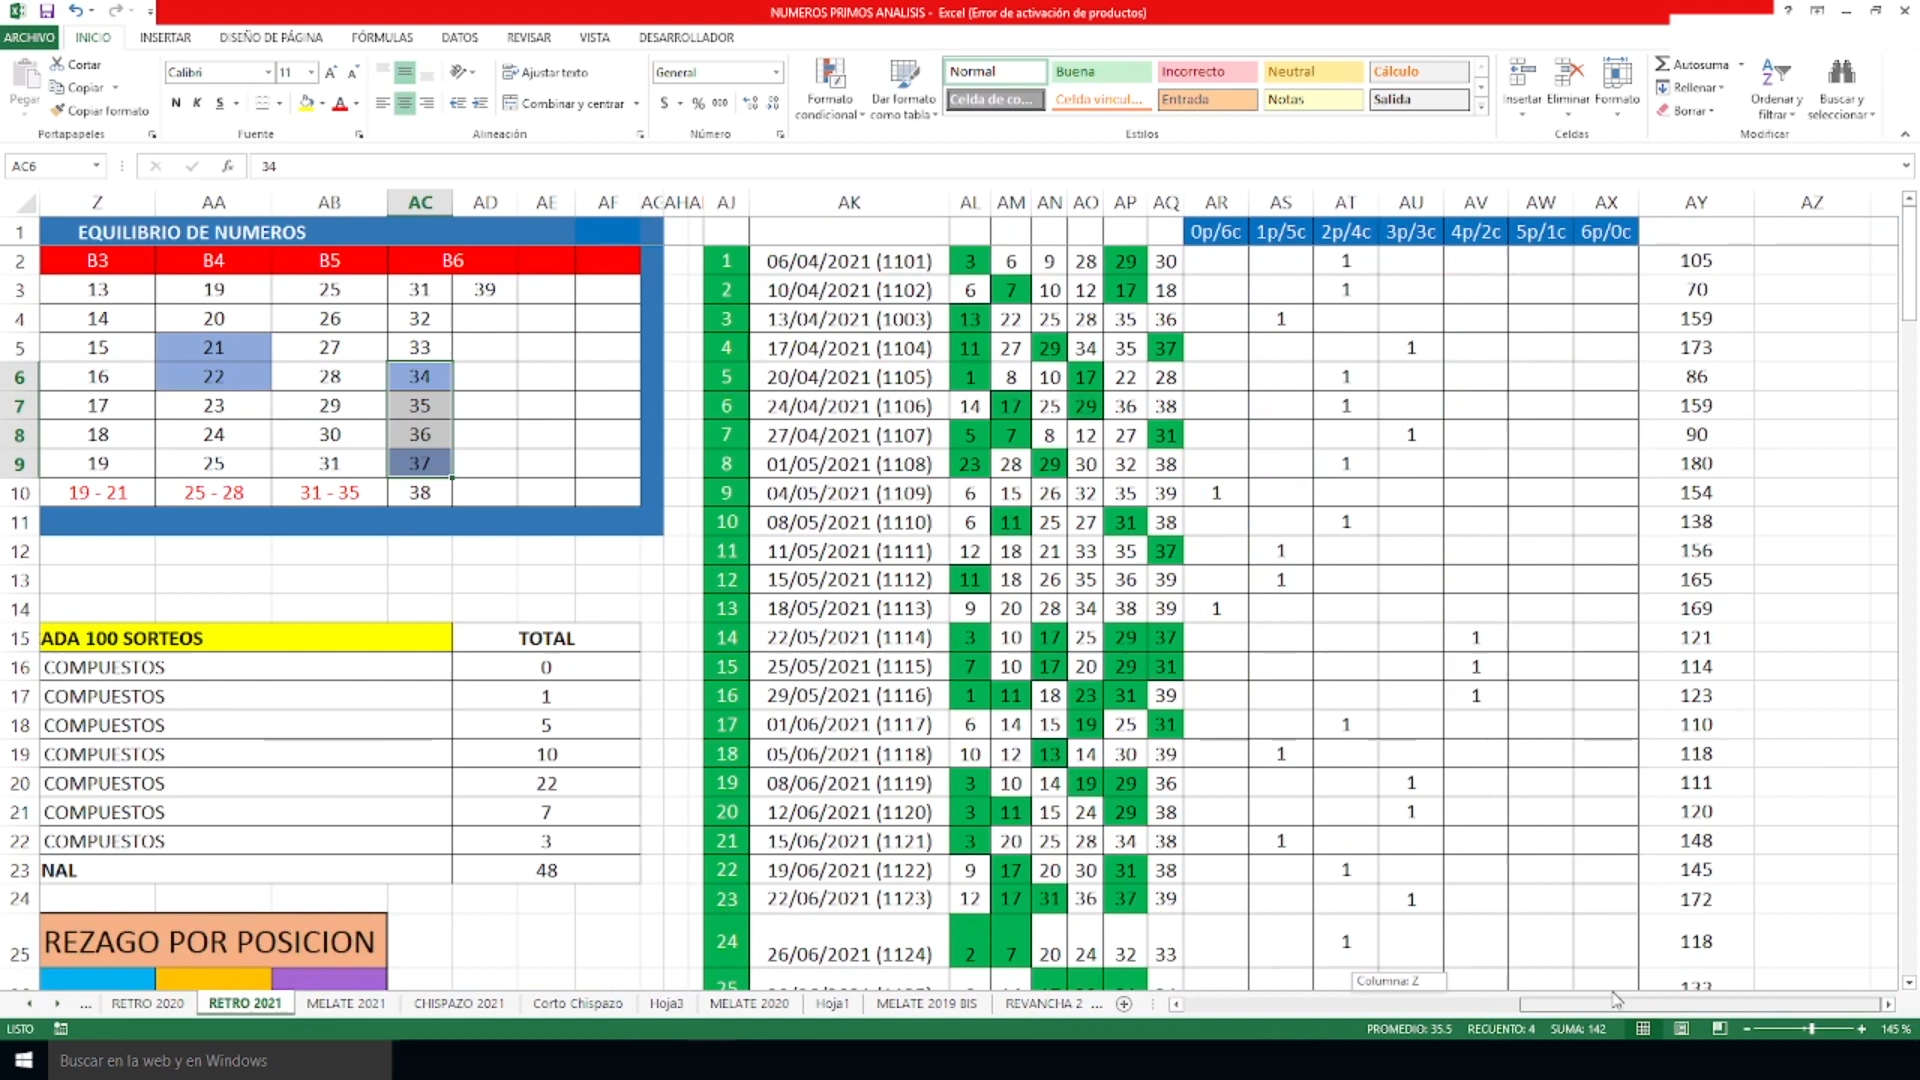 NUMEROS PRIMOS ANALISIS - Excel (Error de activación de productos)
ARCHIVO INICIO INSERTAR DISEÑO DE PÁGINA FÓRMULAS DATOS REVISAR VISTA DESARROLLADOR
Pegar
Cortar
Copiar
Copiar formato
Portapapeles
Calibri 11
N K S
Fuente
Ajustar texto
Combinar y centrar
Alineación
General
$ % 000
Número
Formato condicional
Dar formato como tabla
Normal Buena Incorrecto Neutral Cálculo
Celda de co... Celda vincul... Entrada Notas Salida
Estilos
Insertar Eliminar Formato
Celdas
Autosuma
Rellenar
Borrar
Ordenar y filtrar
Buscar y seleccionar
Modificar
AC6 fx 34
Z AA AB AC AD AE AF AG AH AI AJ AK AL AM AN AO AP AQ AR AS AT AU AV AW AX AY AZ
1 EQUILIBRIO DE NUMEROS 0p/6c 1p/5c 2p/4c 3p/3c 4p/2c 5p/1c 6p/0c
2 B3 B4 B5 B6 1 06/04/2021 (1101) 3 6 9 28 29 30 1 105
3 13 19 25 31 39 2 10/04/2021 (1102) 6 7 10 12 17 18 1 70
4 14 20 26 32 3 13/04/2021 (1003) 13 22 25 28 35 36 1 159
5 15 21 27 33 4 17/04/2021 (1104) 11 27 29 34 35 37 1 173
6 16 22 28 34 5 20/04/2021 (1105) 1 8 10 17 22 28 1 86
7 17 23 29 35 6 24/04/2021 (1106) 14 17 25 29 36 38 1 159
8 18 24 30 36 7 27/04/2021 (1107) 5 7 8 12 27 31 1 90
9 19 25 31 37 8 01/05/2021 (1108) 23 28 29 30 32 38 1 180
10 19 - 21 25 - 28 31 - 35 38 9 04/05/2021 (1109) 6 15 26 32 35 39 1 154
11 10 08/05/2021 (1110) 6 11 25 27 31 38 1 138
12 11 11/05/2021 (1111) 12 18 21 33 35 37 1 156
13 12 15/05/2021 (1112) 11 18 26 35 36 39 1 165
14 13 18/05/2021 (1113) 9 20 28 34 38 39 1 169
15 ADA 100 SORTEOS TOTAL 14 22/05/2021 (1114) 3 10 17 25 29 37 1 121
16 COMPUESTOS 0 15 25/05/2021 (1115) 7 10 17 20 29 31 1 114
17 COMPUESTOS 1 16 29/05/2021 (1116) 1 11 18 23 31 39 1 123
18 COMPUESTOS 5 17 01/06/2021 (1117) 6 14 15 19 25 31 1 110
19 COMPUESTOS 10 18 05/06/2021 (1118) 10 12 13 14 30 39 1 118
20 COMPUESTOS 22 19 08/06/2021 (1119) 3 10 14 19 29 36 1 111
21 COMPUESTOS 7 20 12/06/2021 (1120) 3 11 15 24 29 38 1 120
22 COMPUESTOS 3 21 15/06/2021 (1121) 3 20 25 28 34 38 1 148
23 NAL 48 22 19/06/2021 (1122) 9 17 20 30 31 38 1 145
24 23 22/06/2021 (1123) 12 17 31 36 37 39 1 172
25 REZAGO POR POSICION 24 26/06/2021 (1124) 2 7 20 24 32 33 1 118
Columna: Z
... RETRO 2020 RETRO 2021 MELATE 2021 CHISPAZO 2021 Corto Chispazo Hoja3 MELATE 2020 Hoja1 MELATE 2019 BIS REVANCHA 2 ...
LISTO PROMEDIO: 35.5 RECUENTO: 4 SUMA: 142 145 %
Buscar en la web y en Windows